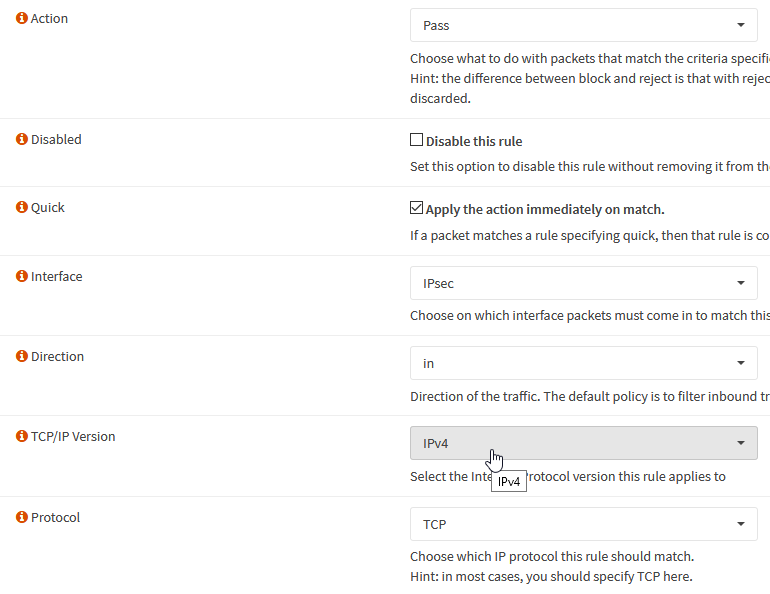 Action
Pass
Choose what to do with packets that match the criteria specifi
Hint: the difference between block and reject is that with rejec
discarded.
Disabled
Disable this rule
Set this option to disable this rule without removing it from th
Quick
Apply the action immediately on match.
If a packet matches a rule specifying quick, then that rule is co
Interface
IPsec
Choose on which interface packets must come in to match this
Direction
in
Direction of the traffic. The default policy is to filter inbound tr
TCP/IP Version
IPv4
Select the Inte rotocol version this rule applies to
IPv4
Protocol
TCP
Choose which IP protocol this rule should match.
Hint: in most cases, you should specify TCP here.